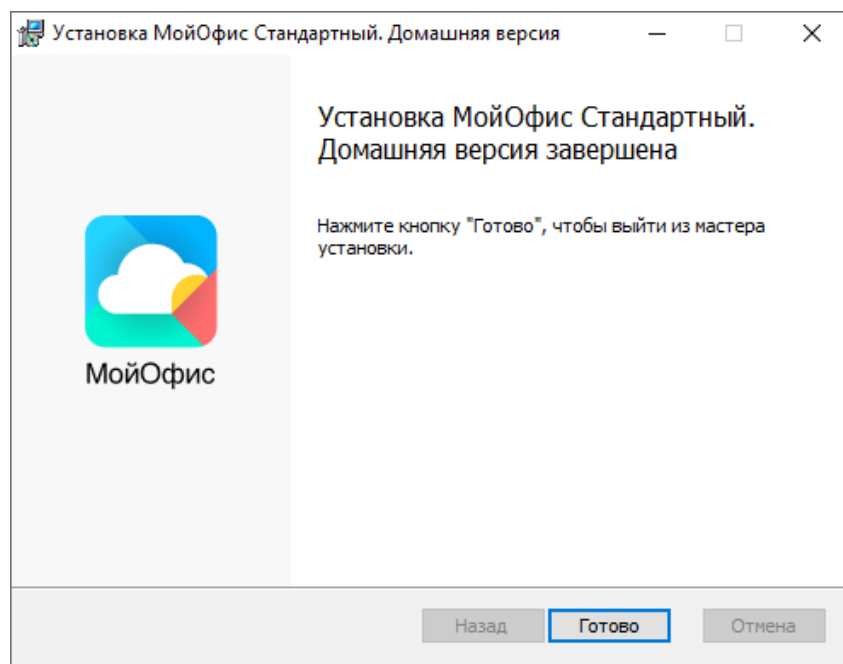 Установка МойОфис Стандартный. Домашняя версия
Установка МойОфис Стандартный.
Домашняя версия завершена
Нажмите кнопку "Готово", чтобы выйти из мастера
установки.
МойОфис
Назад
Готово
Отмена